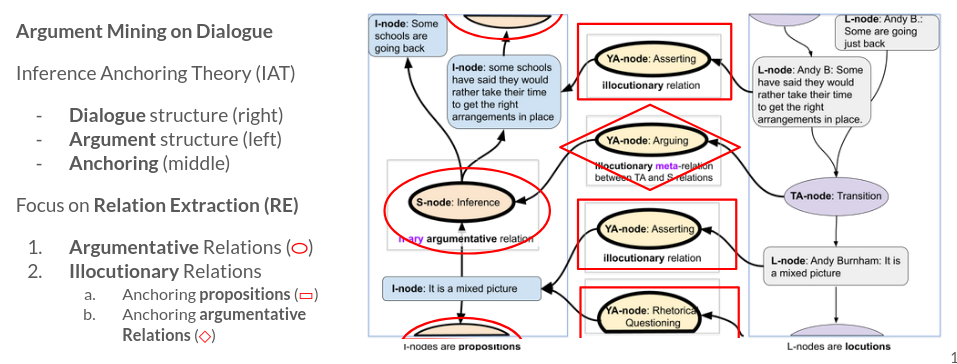 Argument Mining on Dialogue
Inference Anchoring Theory (IAT)
- Dialogue structure (right)
- Argument structure (left)
- Anchoring (middle)
Focus on Relation Extraction (RE)
1. Argumentative Relations ()
2. Illocutionary Relations
a. Anchoring propositions ()
b. Anchoring argumentative
Relations ()
I-node: Some
schools are
going back
I-node: some schools
have said they would
rather take their time
to get the right
arrangements in place
S-node: Inference
n-ary argumentative relation
I-node: It is a mixed picture
I-nodes are propositions
YA-node: Asserting
illocutionary relation
YA-node: Arguing
illocutionary meta-relation
between TA and S relations
YA-node: Asserting
illocutionary relation
YA-node: Rhetorical
Questioning
L-node: Andy B.:
Some are going
just back
L-node: Andy B: Some
have said they would
rather take their time
to get the right
arrangements in place.
TA-node: Transition
L-node: Andy Burnham: It is
a mixed picture
L-nodes are locutions
1